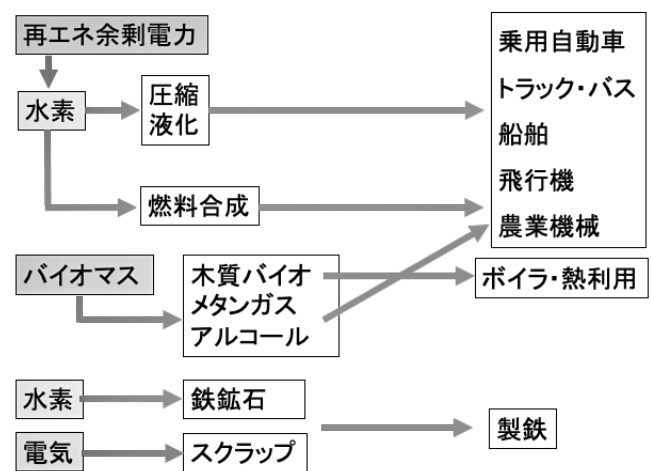 再エネ余剰電力
水素
圧縮
液化
燃料合成
乗用自動車
トラック・バス
船舶
飛行機
農業機械
バイオマス
木質バイオ
メタンガス
アルコール
ボイラ・熱利用
水素
鉄鉱石
電気
スクラップ
製鉄